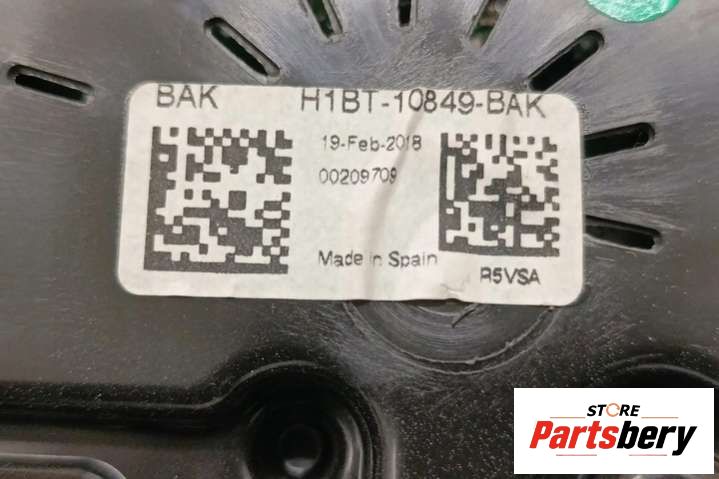 BAK H1BT-10849-BAK
19-Feb-2018
00209709
Made in Spain
R5VSA
STORE
Partsbery